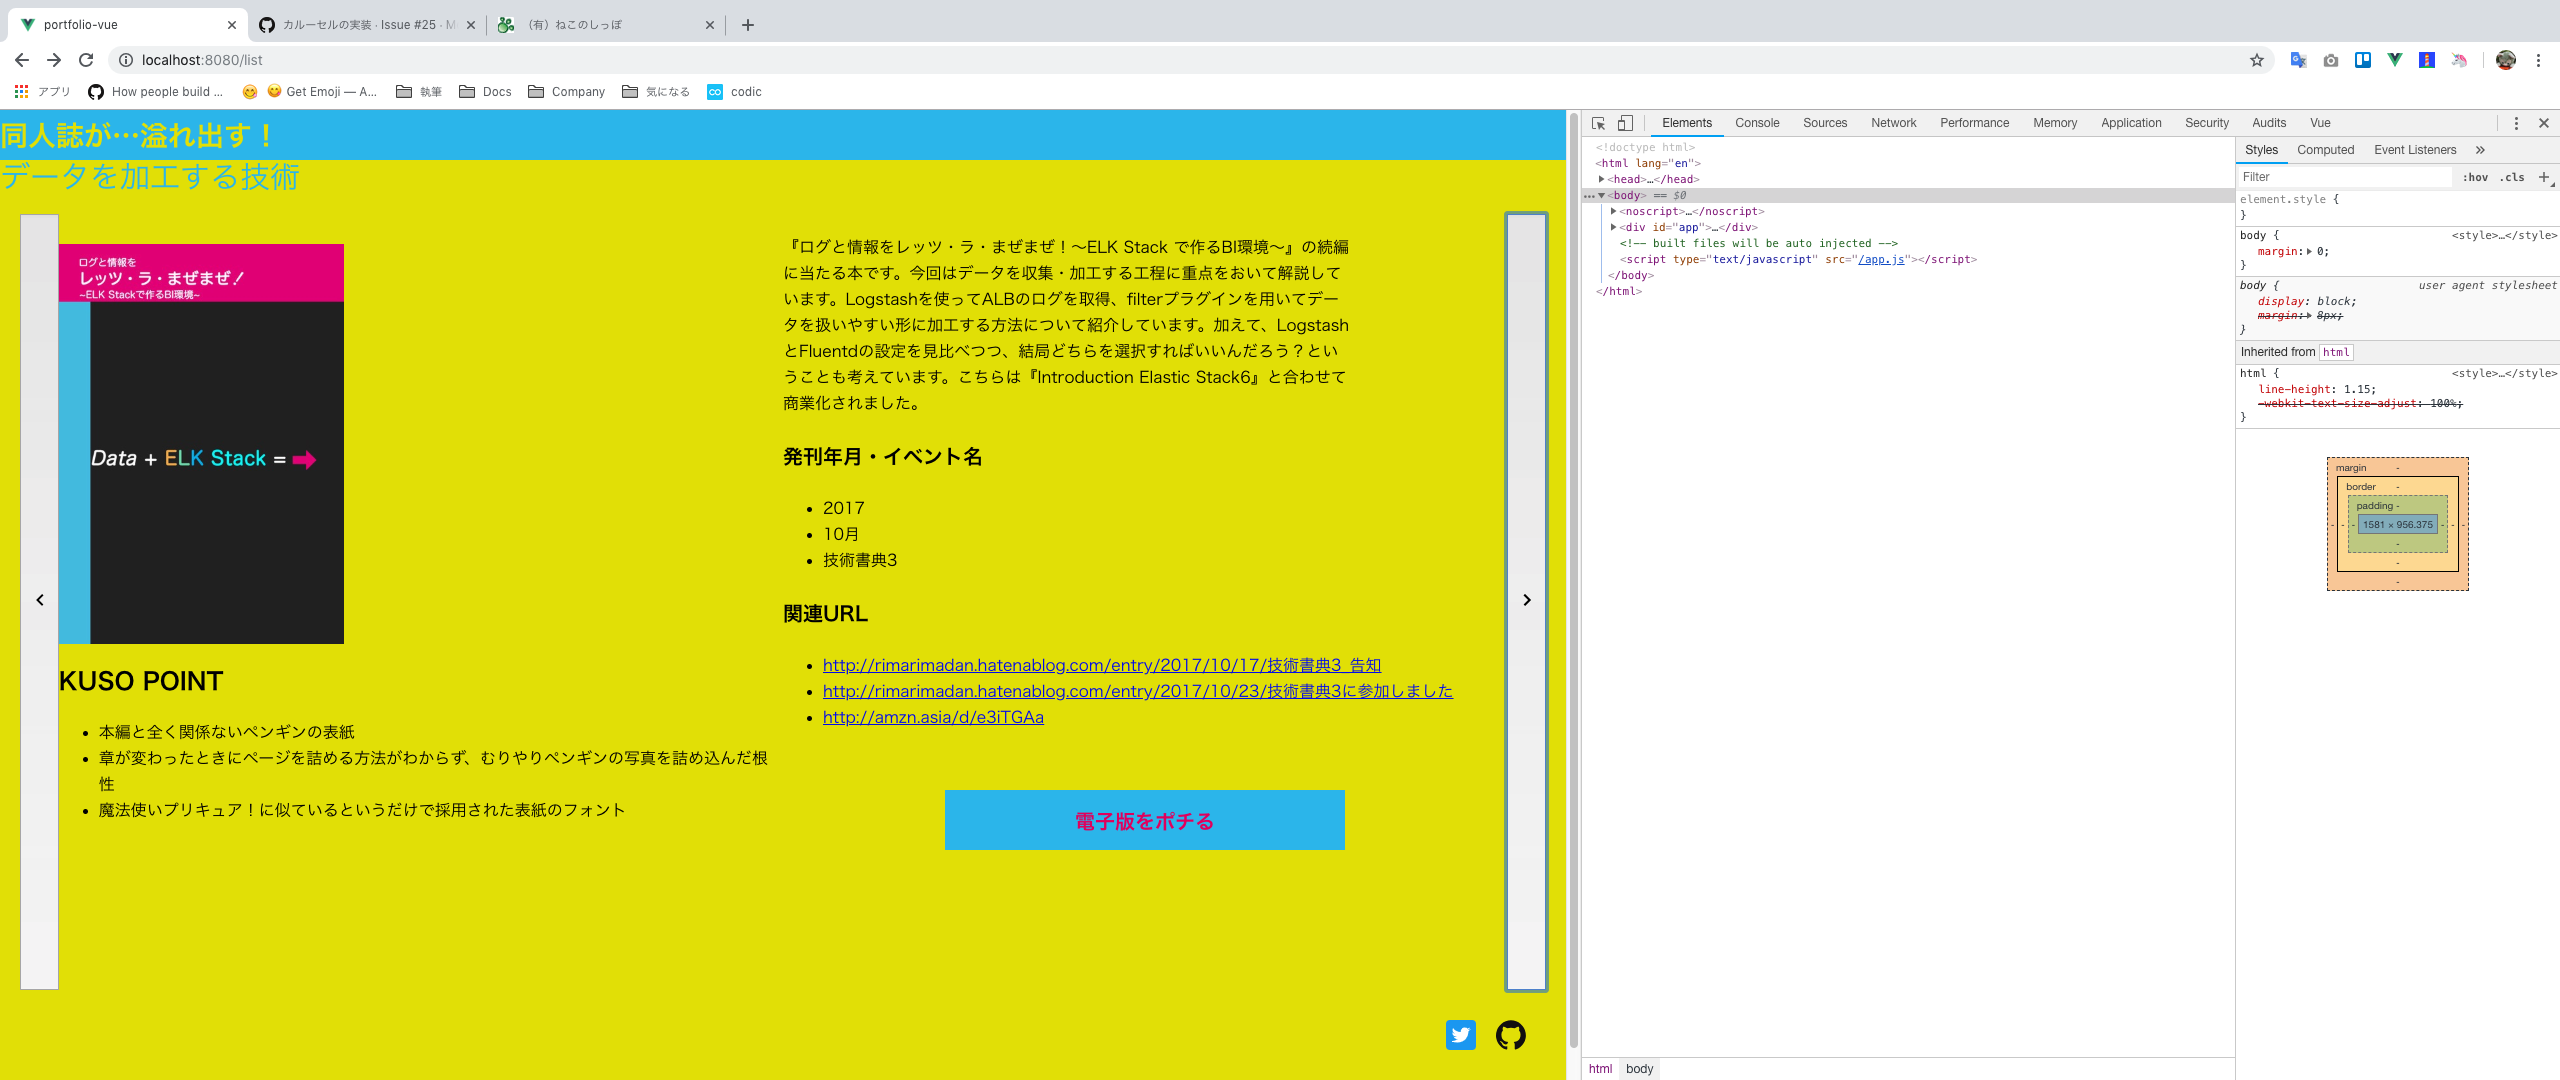 portfolio-vue
カルーセルの実装 · Issue #25 · M
（有）ねこのしっぽ
localhost:8080/list
アプリ
How people build ...
Get Emoji — A...
執筆
Docs
Company
気になる
codic
同人誌が…溢れ出す！
データを加工する技術
ログと情報を
レッツ・ラ・まぜまぜ！
~ELK Stackで作るBI環境~
Data + ELK Stack =
KUSO POINT
本編と全く関係ないペンギンの表紙
章が変わったときにページを詰める方法がわからず、むりやりペンギンの写真を詰め込んだ根
性
魔法使いプリキュア！に似ているというだけで採用された表紙のフォント
『ログと情報をレッツ・ラ・まぜまぜ！〜ELK Stack で作るBI環境〜』の続編
に当たる本です。今回はデータを収集・加工する工程に重点をおいて解説して
います。Logstashを使ってALBのログを取得、filterプラグインを用いてデー
タを扱いやすい形に加工する方法について紹介しています。加えて、Logstash
とFluentdの設定を見比べつつ、結局どちらを選択すればいいんだろう？とい
うことも考えています。こちらは『Introduction Elastic Stack6』と合わせて
商業化されました。
発刊年月・イベント名
2017
10月
技術書典3
関連URL
http://rimarimadan.hatenablog.com/entry/2017/10/17/技術書典3_告知
http://rimarimadan.hatenablog.com/entry/2017/10/23/技術書典3に参加しました
http://amzn.asia/d/e3iTGAa
電子版をポチる
Elements
Console
Sources
Network
Performance
Memory
Application
Security
Audits
Vue
<!doctype html>
<html lang="en">
<head>…</head>
<body> == $0
<noscript>…</noscript>
<div id="app">…</div>
<!-- built files will be auto injected -->
<script type="text/javascript" src="/app.js"></script>
</body>
</html>
html
body
Styles
Computed
Event Listeners
Filter
:hov
.cls
element.style {
}
body { <style>…</style>
margin: 0;
}
body { user agent stylesheet
display: block;
margin: 8px;
}
Inherited from html
html { <style>…</style>
line-height: 1.15;
-webkit-text-size-adjust: 100%;
}
margin -
border -
padding -
- - - 1581 × 956.375 - - -
-
-
-